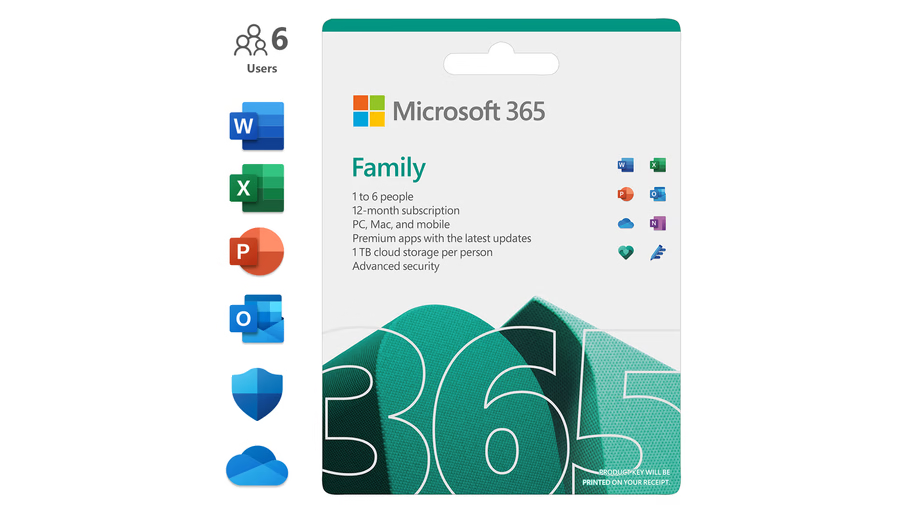 6
Users
W
X
P
O
Microsoft 365
Family
1 to 6 people
12-month subscription
PC, Mac, and mobile
Premium apps with the latest updates
1 TB cloud storage per person
Advanced security
W X
P O
N
365
PRODUCT KEY WILL BE
PRINTED ON YOUR RECEIPT.